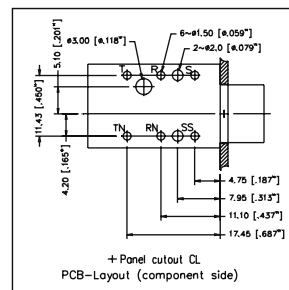 6-ø1.50 [ø.059"]
ø3.00 [ø.118"]
2-ø2.0 [ø.079"]
5.10 [.201"]
T R S
11.43 [.450"]
4.20 [.165"]
TN RN SS
4.75 [.187"]
7.95 [.313"]
11.10 [.437"]
17.45 [.687"]
+ Panel cutout CL
PCB-Layout (component side)